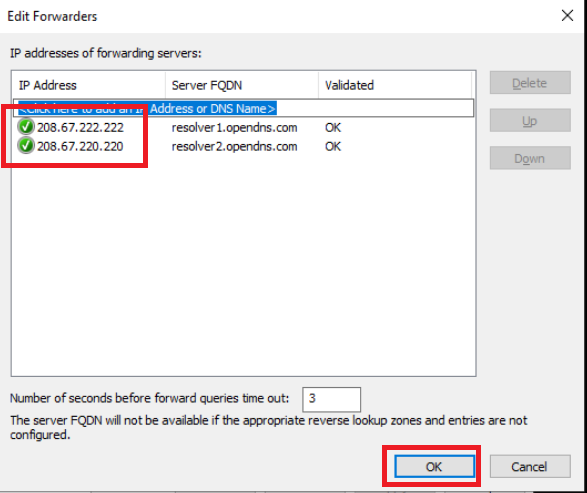 Edit Forwarders
IP addresses of forwarding servers:
IP Address Server FQDN Validated
<Click here to add an IP Address or DNS Name>
208.67.222.222 resolver1.opendns.com OK
208.67.220.220 resolver2.opendns.com OK
Delete
Up
Down
Number of seconds before forward queries time out: 3
The server FQDN will not be available if the appropriate reverse lookup zones and entries are not
configured.
OK Cancel